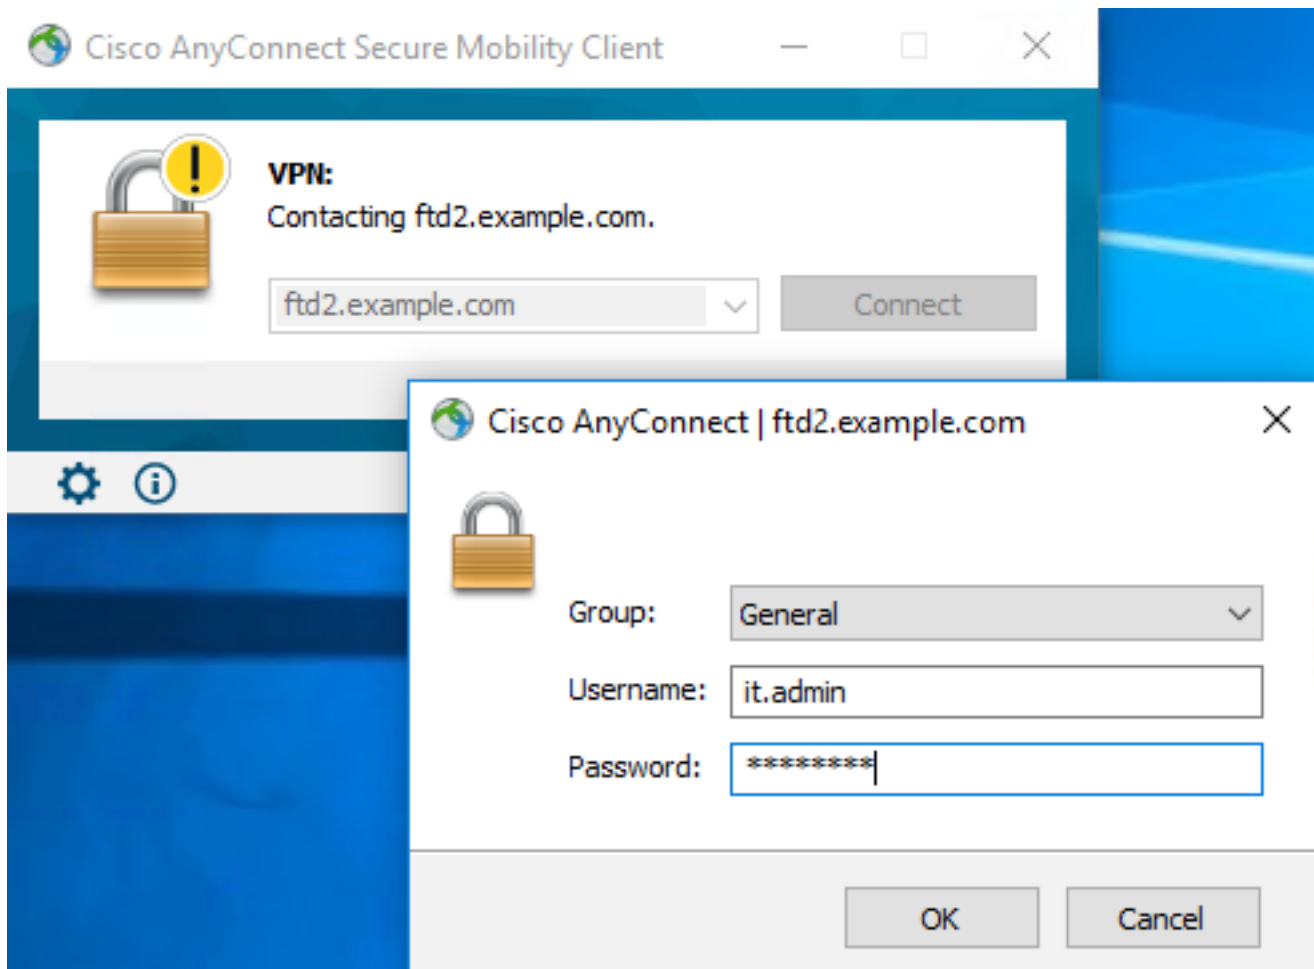 Cisco AnyConnect Secure Mobility Client
VPN:
Contacting ftd2.example.com.
ftd2.example.com
Connect
Cisco AnyConnect | ftd2.example.com
Group:
General
Username:
it.admin
Password:
********
OK
Cancel